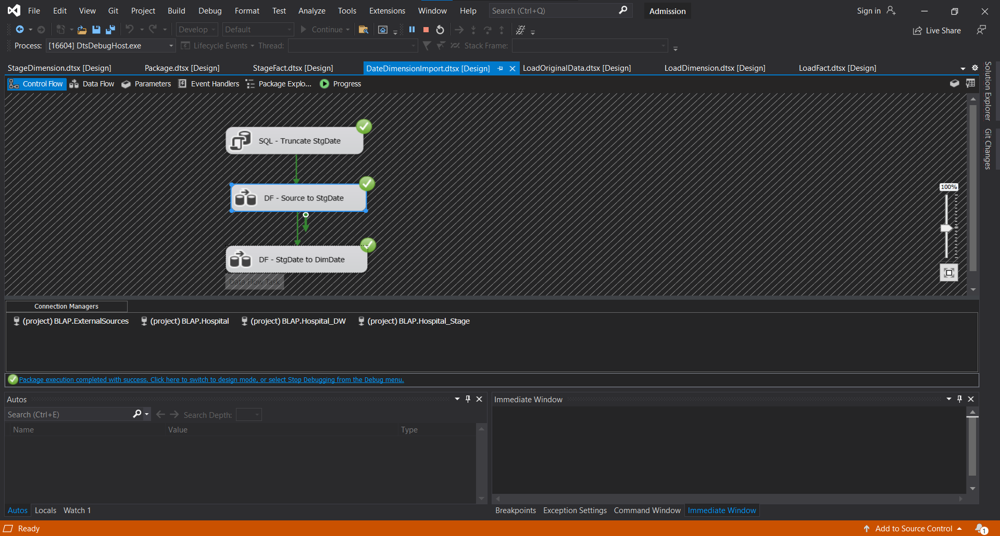 File Edit View Git Project Build Debug Format Test Analyze Tools Extensions Window Help Search (Ctrl+Q) Admission Sign in
Develop Default Continue Live Share
Process: [16604] DtsDebugHost.exe Lifecycle Events Thread: Stack Frame:
StageDimension.dtsx [Design] Package.dtsx [Design] StageFact.dtsx [Design] DateDimensionImport.dtsx [Design] LoadOriginalData.dtsx [Design] LoadDimension.dtsx [Design] LoadFact.dtsx [Design]
Control Flow Data Flow Parameters Event Handlers Package Explo... Progress
Solution Explorer
Git Changes
SQL - Truncate StgDate
100%
DF - Source to StgDate
DF - StgDate to DimDate
Data Flow Task
Connection Managers
(project) BLAP.ExternalSources (project) BLAP.Hospital (project) BLAP.Hospital_DW (project) BLAP.Hospital_Stage
Package execution completed with success. Click here to switch to design mode, or select Stop Debugging from the Debug menu.
Autos
Search (Ctrl+E) Search Depth:
Name Value Type
Autos Locals Watch 1
Immediate Window
Breakpoints Exception Settings Command Window Immediate Window
Ready Add to Source Control 1